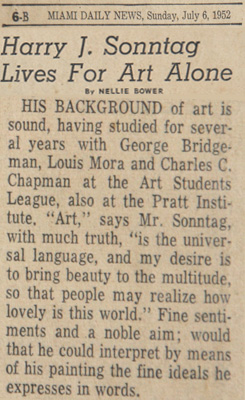 6-B MIAMI DAILY NEWS, Sunday, July 6, 1952
Harry J. Sonntag
Lives For Art Alone
By NELLIE BOWER
HIS BACKGROUND of art is
sound, having studied for sever-
al years with George Bridge-
man, Louis Mora and Charles C.
Chapman at the Art Students
League, also at the Pratt Insti-
tute, "Art," says Mr. Sonntag,
with much truth, "is the univer-
sal language, and my desire is
to bring beauty to the multitude,
so that people may realize how
lovely is this world." Fine senti-
ments and a noble aim; would
that he could interpret by means
of his painting the fine ideals he
expresses in words.